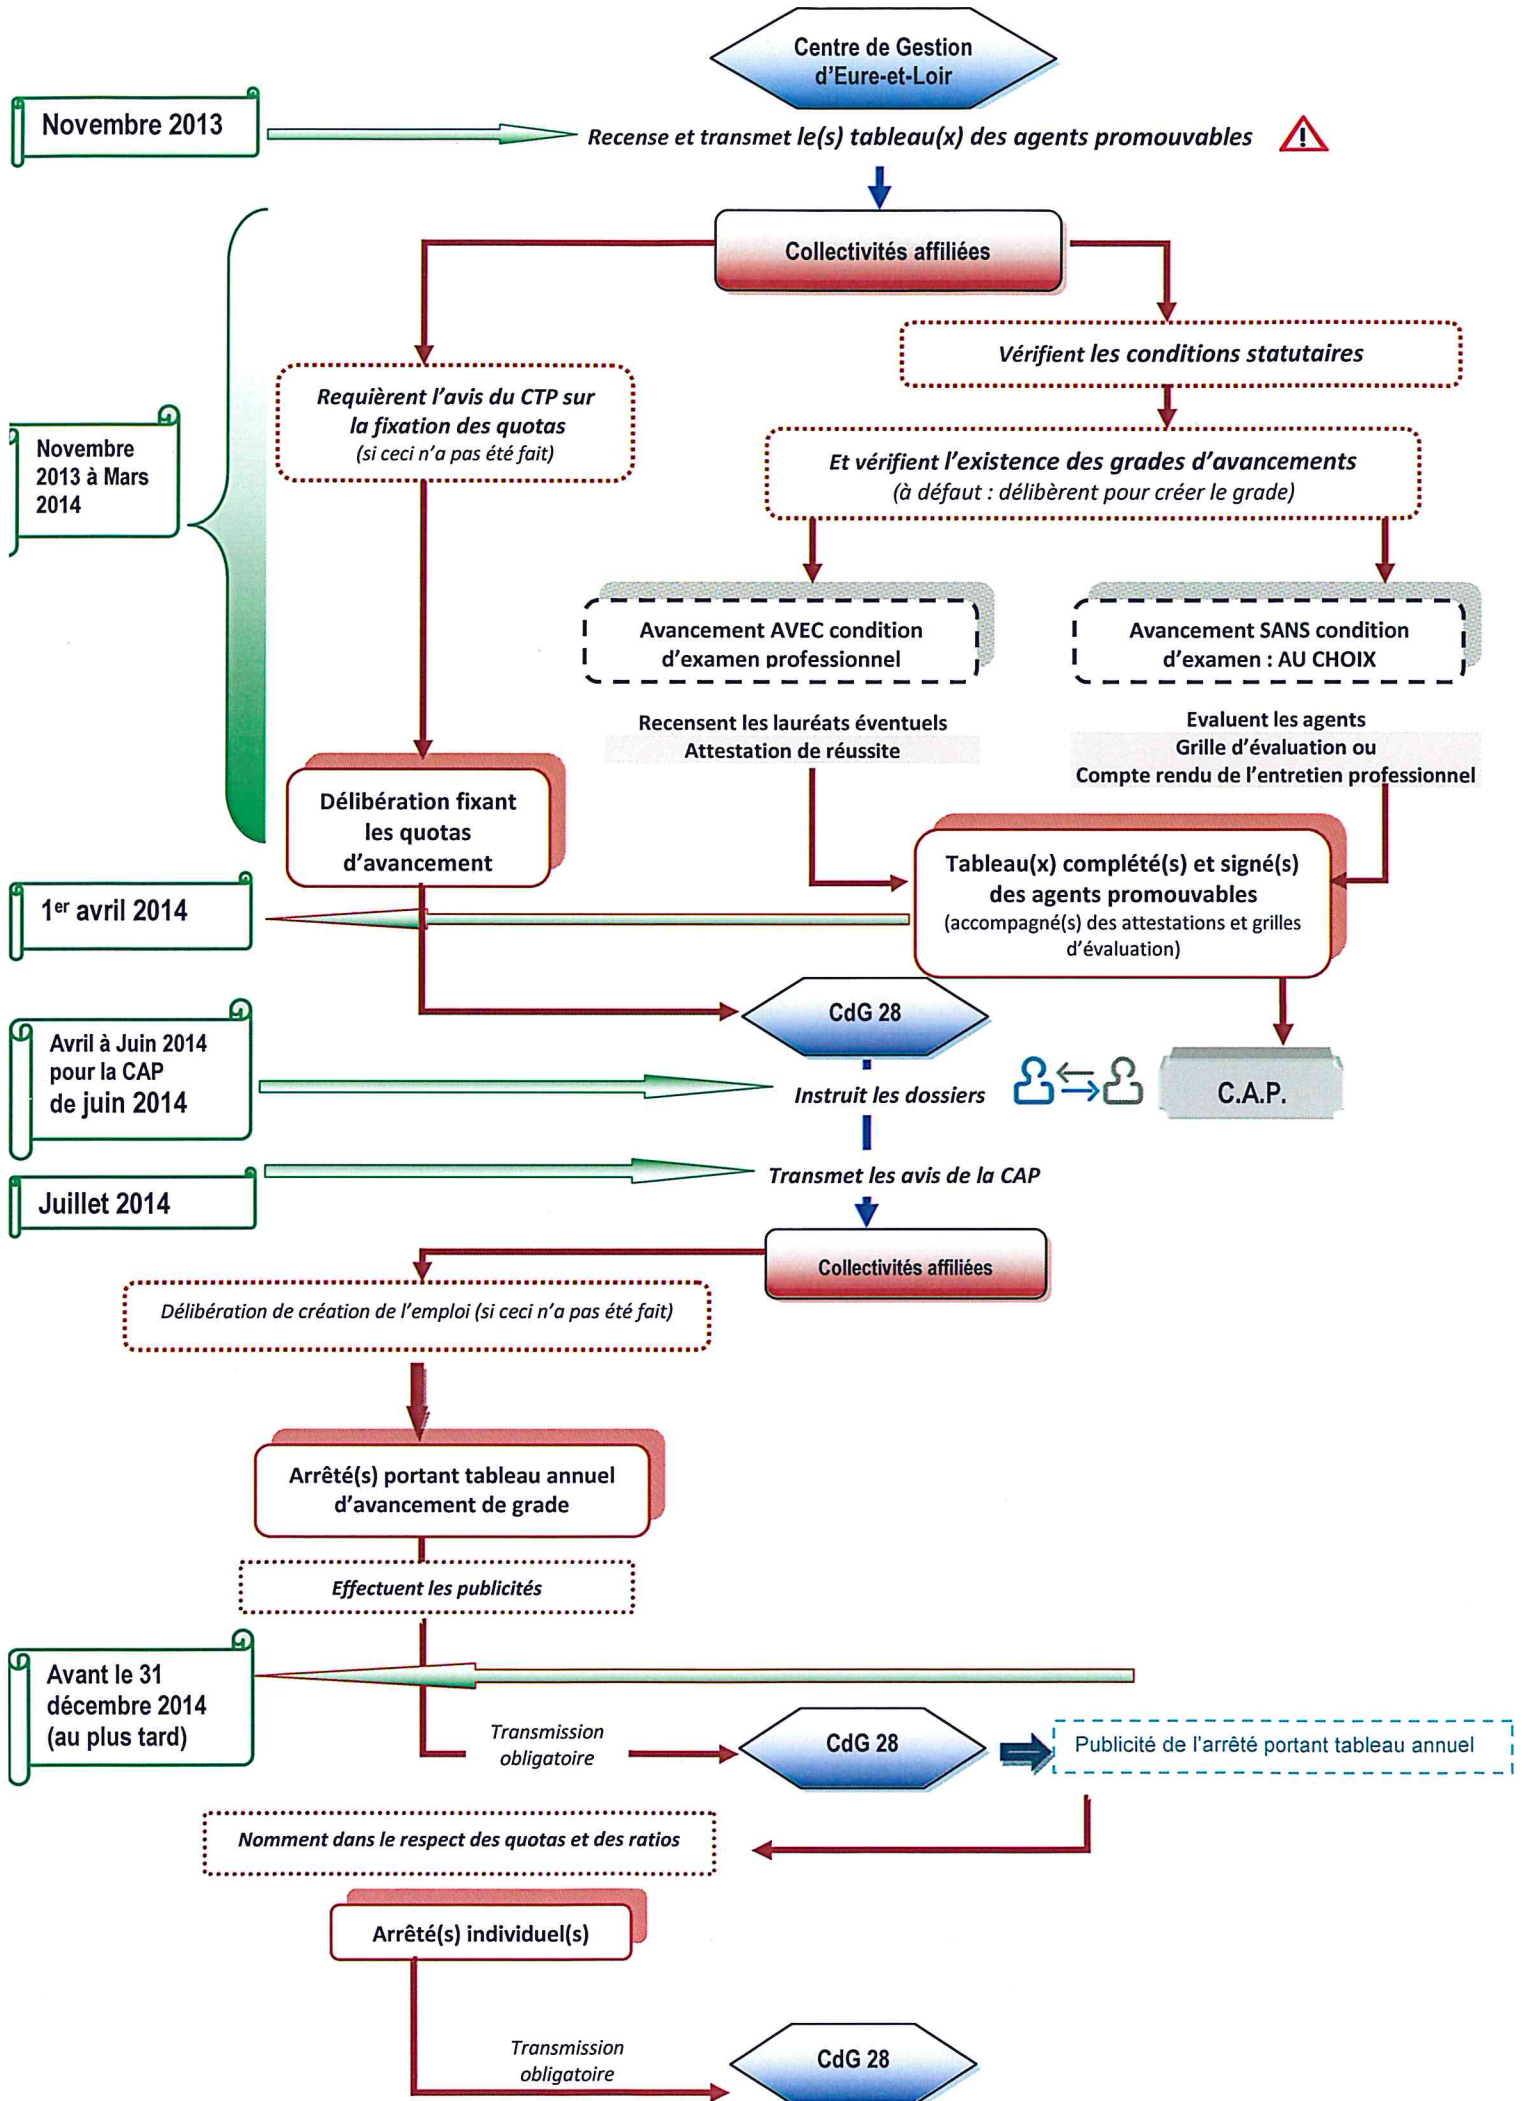 Centre de Gestion
d'Eure-et-Loir
Novembre 2013
Recense et transmet le(s) tableau(x) des agents promouvables
Collectivités affiliées
Vérifient les conditions statutaires
Requièrent l'avis du CTP sur
la fixation des quotas
(si ceci n'a pas été fait)
Novembre
2013 à Mars
2014
Et vérifient l'existence des grades d'avancements
(à défaut : délibèrent pour créer le grade)
Avancement AVEC condition
d'examen professionnel
Avancement SANS condition
d'examen : AU CHOIX
Recensent les lauréats éventuels
Attestation de réussite
Evaluent les agents
Grille d'évaluation ou
Compte rendu de l'entretien professionnel
Délibération fixant
les quotas
d'avancement
Tableau(x) complété(s) et signé(s)
des agents promouvables
(accompagné(s) des attestations et grilles
d'évaluation)
1er avril 2014
CdG 28
Avril à Juin 2014
pour la CAP
de juin 2014
Instruit les dossiers
C.A.P.
Juillet 2014
Transmet les avis de la CAP
Collectivités affiliées
Délibération de création de l'emploi (si ceci n'a pas été fait)
Arrêté(s) portant tableau annuel
d'avancement de grade
Effectuent les publicités
Avant le 31
décembre 2014
(au plus tard)
Transmission
obligatoire
CdG 28
Publicité de l'arrêté portant tableau annuel
Nomment dans le respect des quotas et des ratios
Arrêté(s) individuel(s)
Transmission
obligatoire
CdG 28